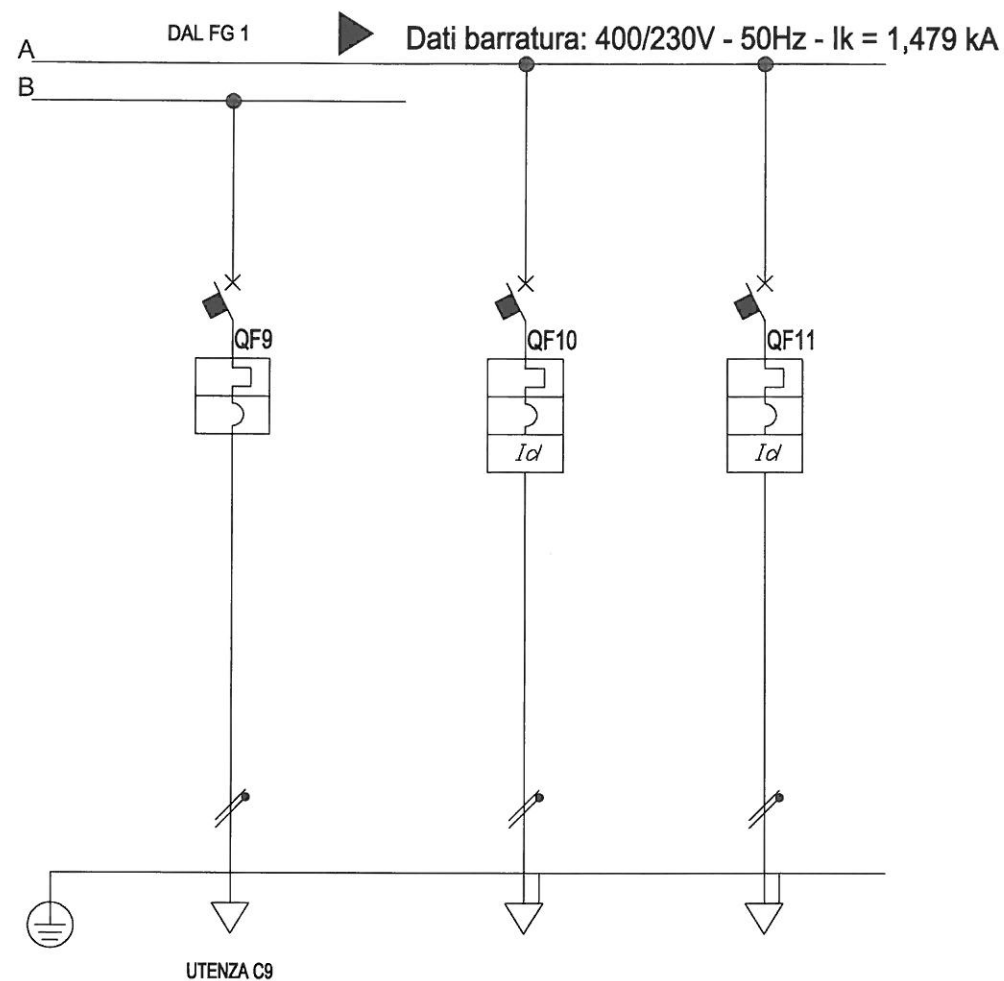 DAL FG 1
Dati barratura: 400/230V - 50Hz - Ik = 1,479 kA
A
B
QF9
QF10
QF11
Id
Id
UTENZA C9